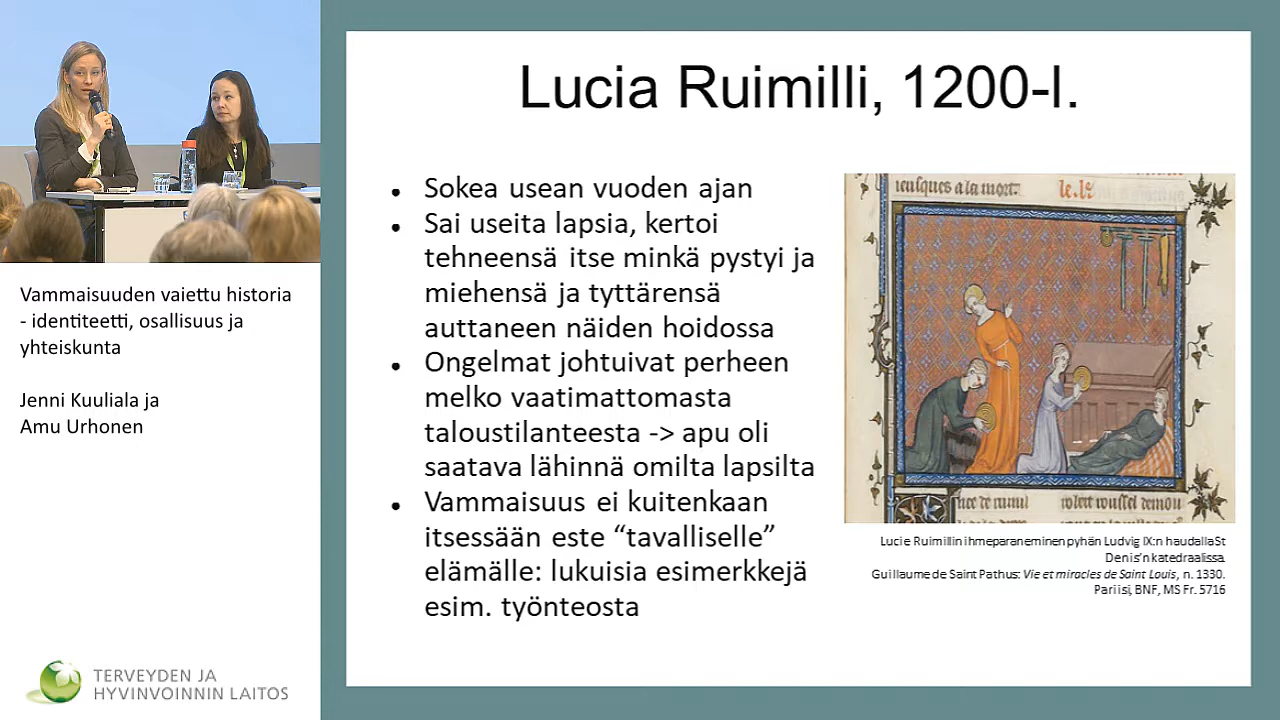 Vammaisuuden vaiettu historia
- identiteetti, osallisuus ja
yhteiskunta
Jenni Kuuliala ja
Amu Urhonen
TERVEYDEN JA
HYVINVOINNIN LAITOS
Lucia Ruimilli, 1200-l.
• Sokea usean vuoden ajan
• Sai useita lapsia, kertoi
tehneensä itse minkä pystyi ja
miehensä ja tyttärensä
auttaneen näiden hoidossa
• Ongelmat johtuivat perheen
melko vaatimattomasta
taloustilanteesta -> apu oli
saatava lähinnä omilta lapsilta
• Vammaisuus ei kuitenkaan
itsessään este “tavalliselle”
elämälle: lukuisia esimerkkejä
esim. työnteosta
ieusques a la mort.
Lucie Ruimillin ihmeparaneminen pyhän Ludvig IX:n haudalla St
Denis'n katedraalissa.
Guillaume de Saint Pathus: Vie et miracles de Saint Louis, n. 1330.
Pariisi, BNF, MS Fr. 5716